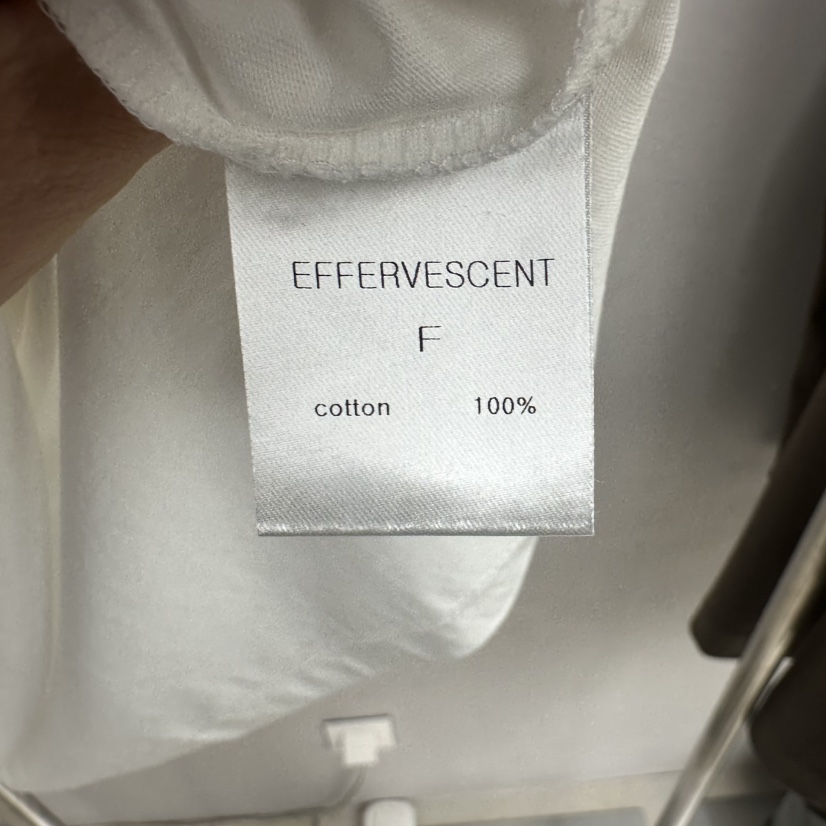 EFFERVESCENT
F
cotton 100%